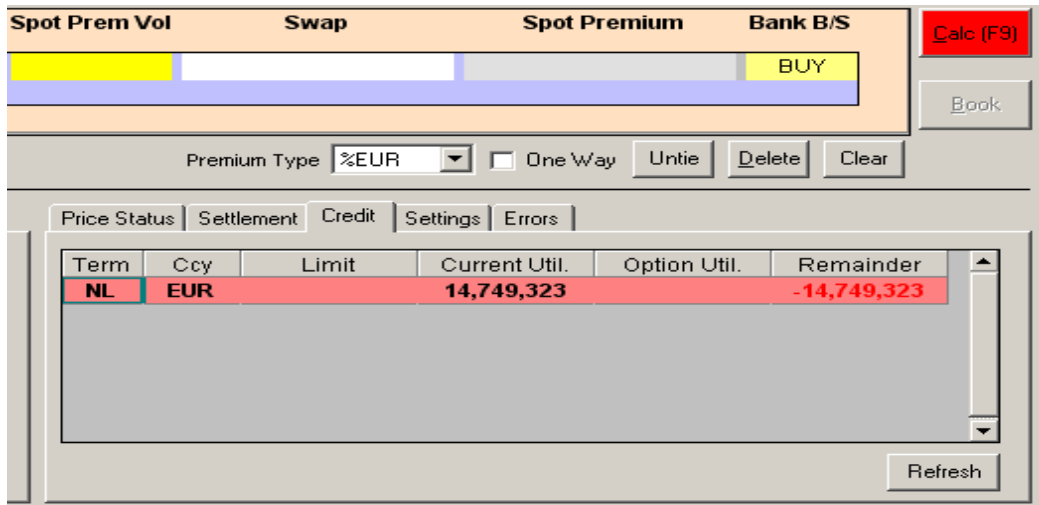 Spot Prem Vol Swap Spot Premium Bank B/S
Calc (F9)
BUY
Book
Premium Type %EUR One Way Untie Delete Clear
Price Status Settlement Credit Settings Errors
Term Ccy Limit Current Util. Option Util. Remainder
NL EUR 14,749,323 -14,749,323
Refresh